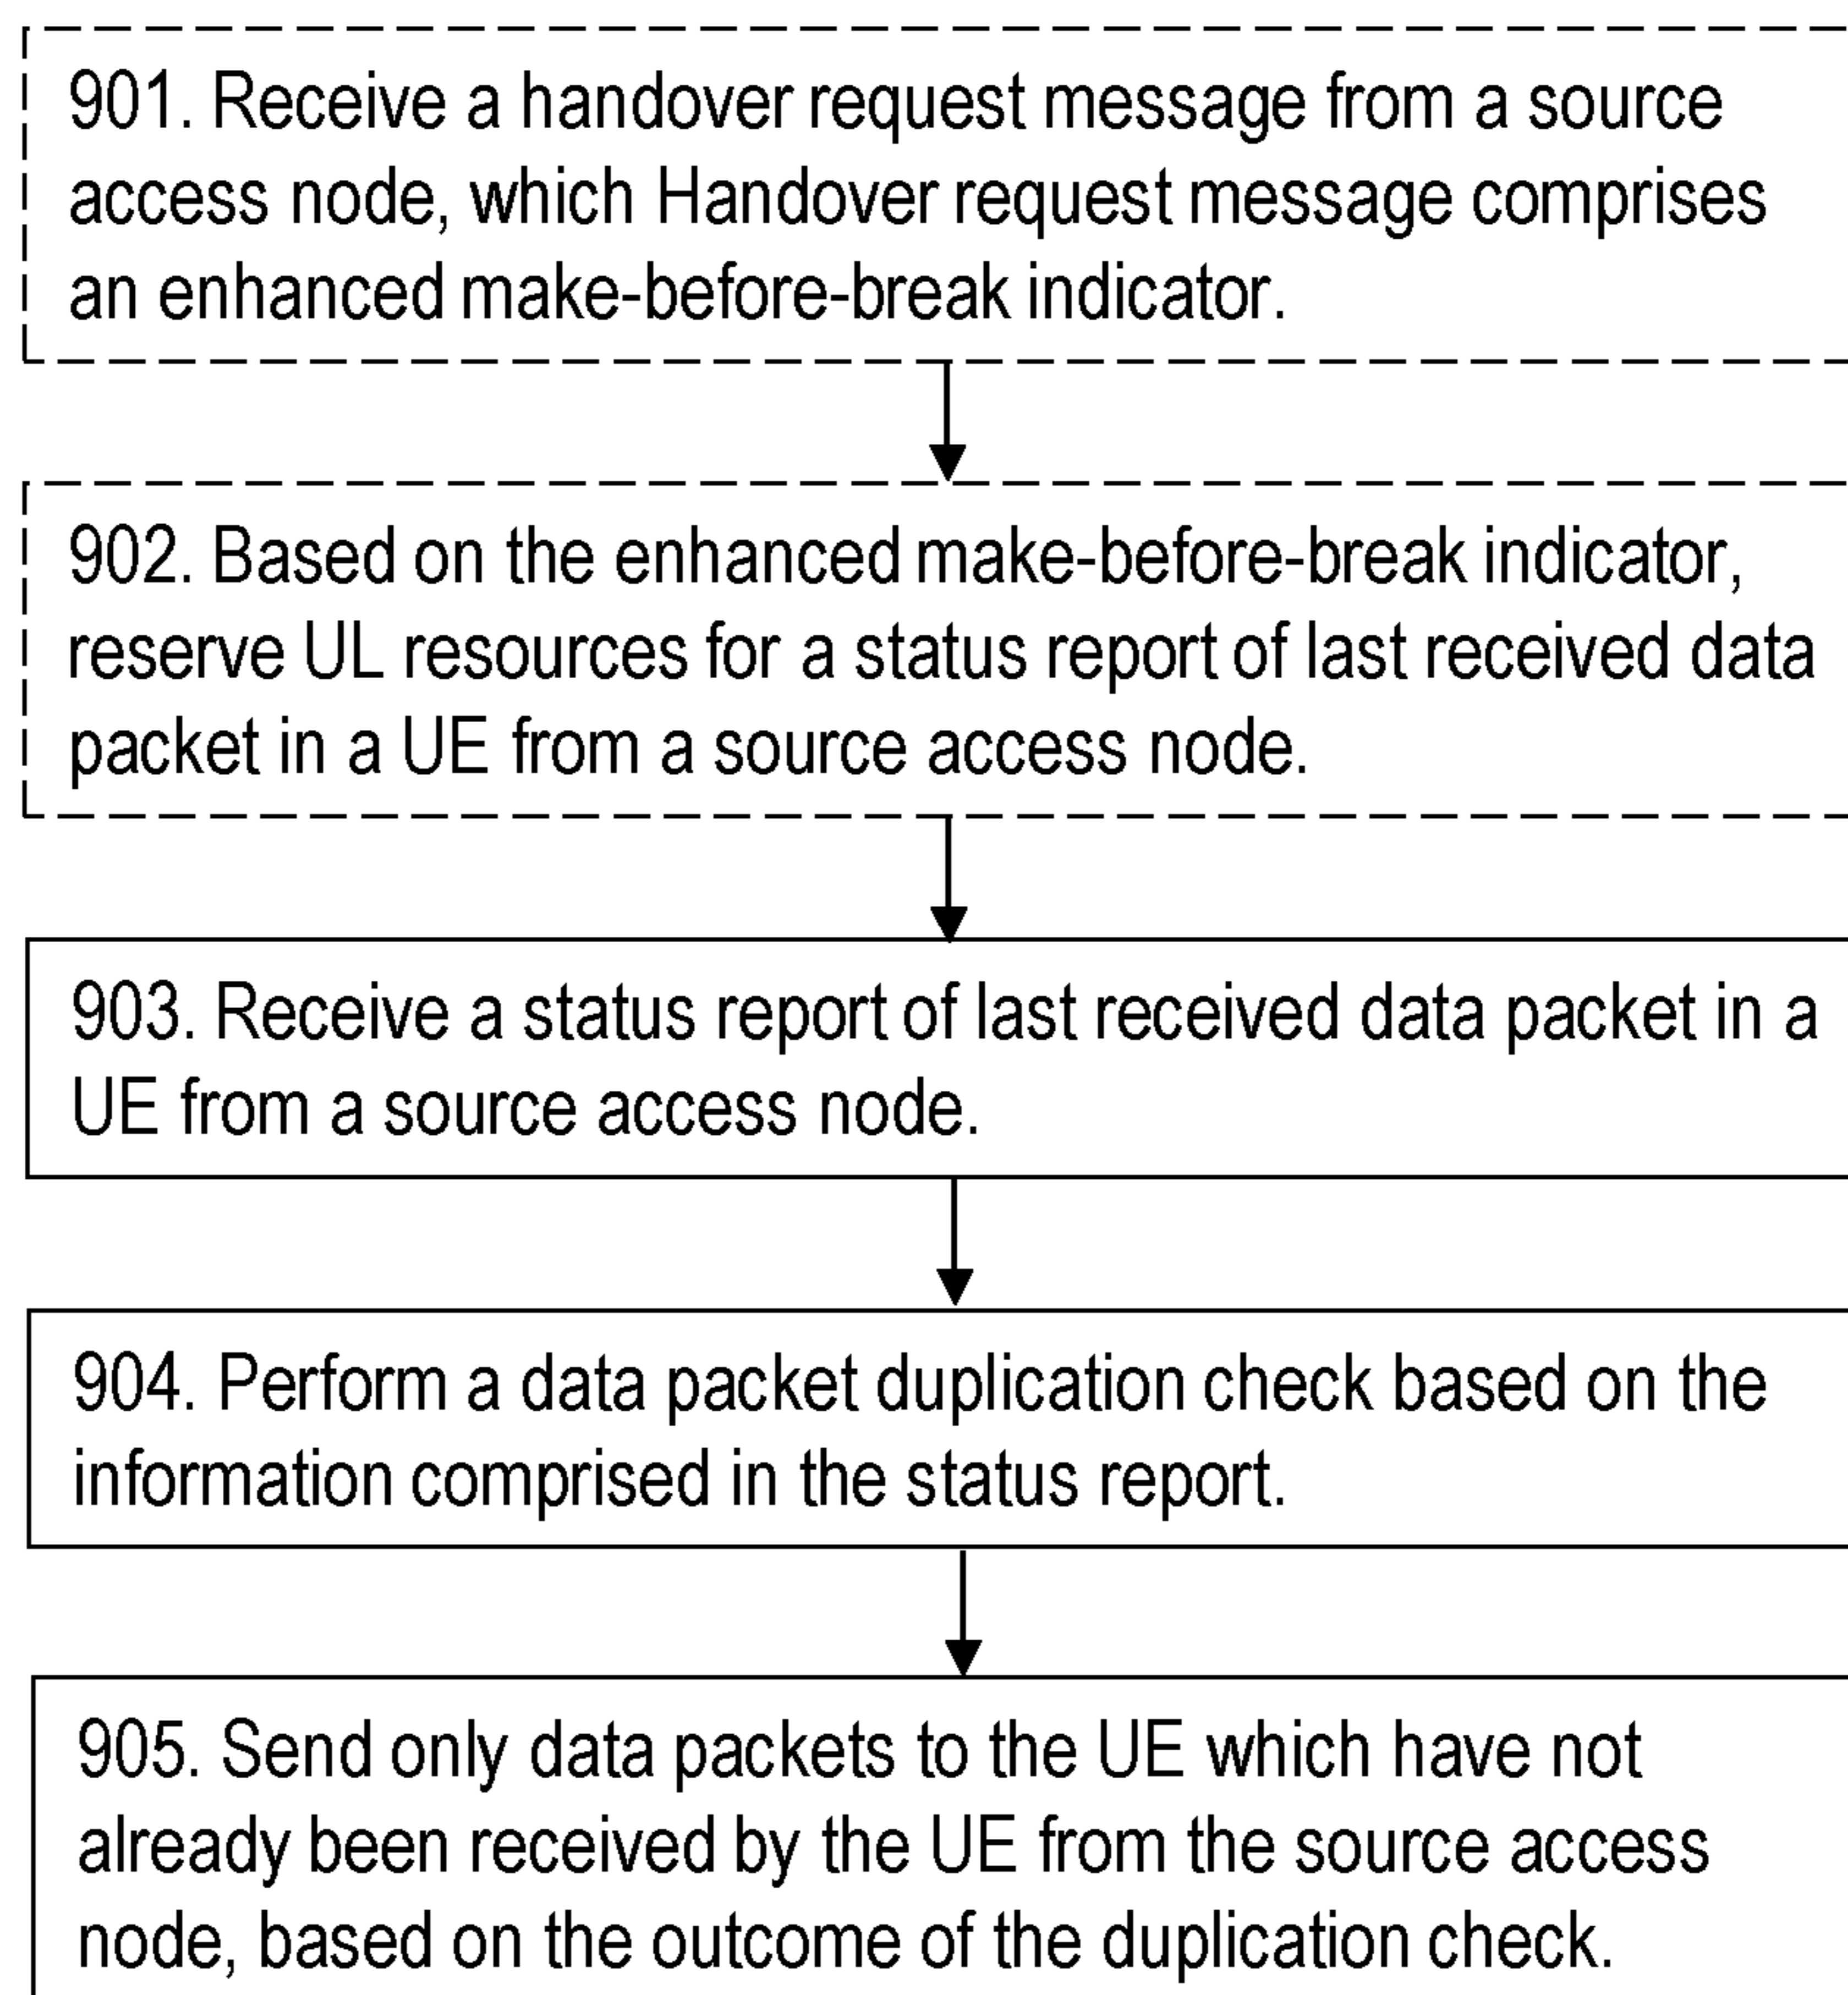 901. Receive a handover request message from a source
access node, which Handover request message comprises
an enhanced make-before-break indicator.
902. Based on the enhanced make-before-break indicator,
reserve UL resources for a status report of last received data
packet in a UE from a source access node.
903. Receive a status report of last received data packet in a
UE from a source access node.
904. Perform a data packet duplication check based on the
information comprised in the status report.
905. Send only data packets to the UE which have not
already been received by the UE from the source access
node, based on the outcome of the duplication check.